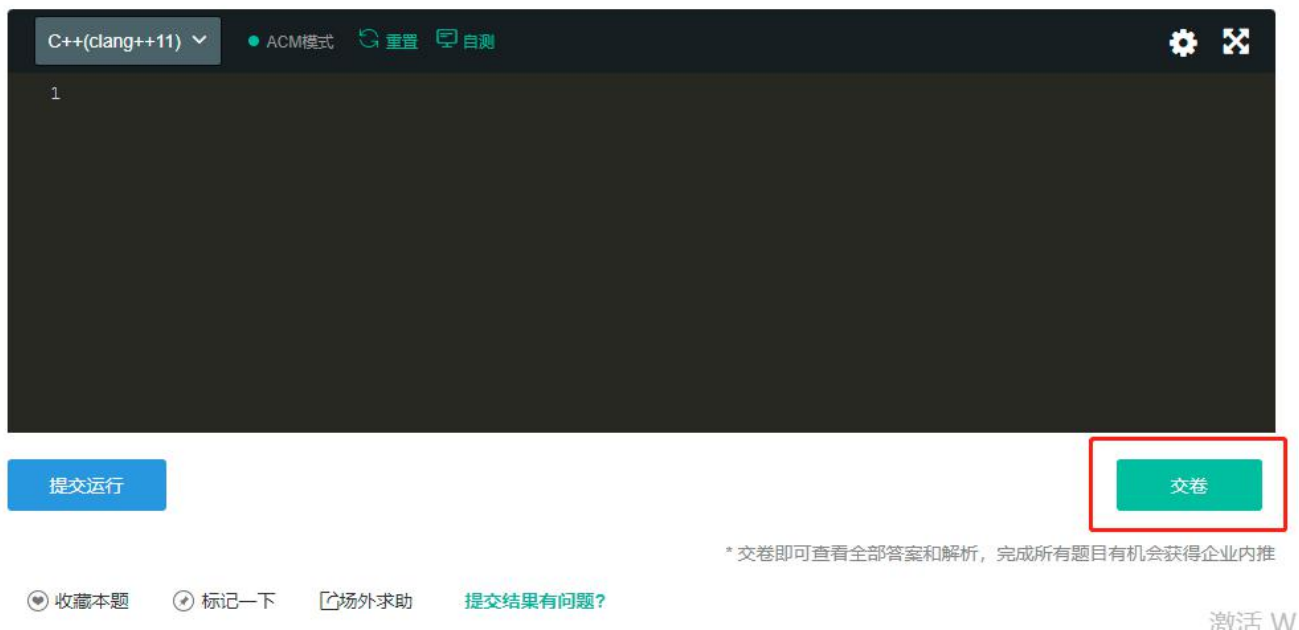 C++(clang++11) ACM模式 重置 自测
1
提交运行 交卷
* 交卷即可查看全部答案和解析，完成所有题目有机会获得企业内推
收藏本题 标记一下 场外求助 提交结果有问题?
激活 W